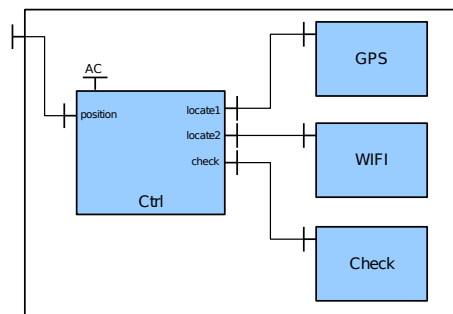 GPS
AC
position
locate1
locate2
check
WIFI
Ctrl
Check